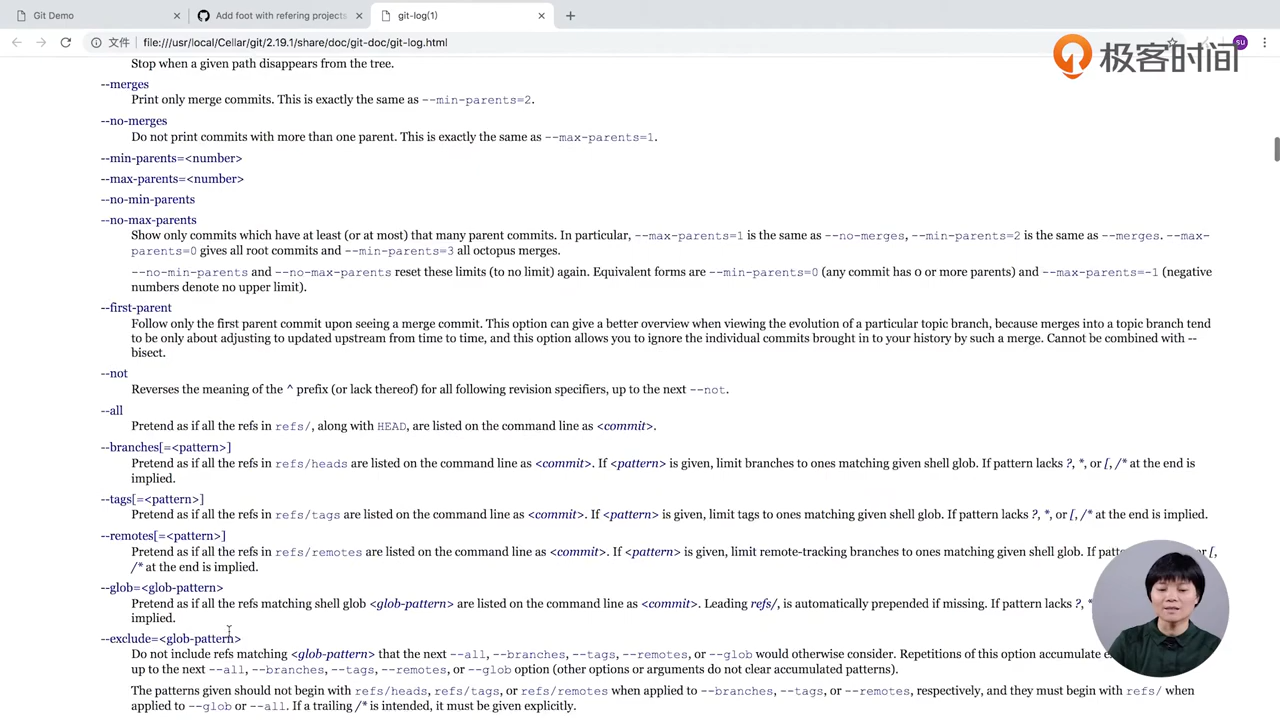 Git Demo
Add foot with refering projects
git-log(1)
文件 file:///usr/local/Cellar/git/2.19.1/share/doc/git-doc/git-log.html
su
极客时间
Stop when a given path disappears from the tree.
--merges
Print only merge commits. This is exactly the same as --min-parents=2.
--no-merges
Do not print commits with more than one parent. This is exactly the same as --max-parents=1.
--min-parents=<number>
--max-parents=<number>
--no-min-parents
--no-max-parents
Show only commits which have at least (or at most) that many parent commits. In particular, --max-parents=1 is the same as --no-merges, --min-parents=2 is the same as --merges. --max-
parents=0 gives all root commits and --min-parents=3 all octopus merges.
--no-min-parents and --no-max-parents reset these limits (to no limit) again. Equivalent forms are --min-parents=0 (any commit has 0 or more parents) and --max-parents=-1 (negative
numbers denote no upper limit).
--first-parent
Follow only the first parent commit upon seeing a merge commit. This option can give a better overview when viewing the evolution of a particular topic branch, because merges into a topic branch tend
to be only about adjusting to updated upstream from time to time, and this option allows you to ignore the individual commits brought in to your history by such a merge. Cannot be combined with --
bisect.
--not
Reverses the meaning of the ^ prefix (or lack thereof) for all following revision specifiers, up to the next --not.
--all
Pretend as if all the refs in refs/, along with HEAD, are listed on the command line as <commit>.
--branches[=<pattern>]
Pretend as if all the refs in refs/heads are listed on the command line as <commit>. If <pattern> is given, limit branches to ones matching given shell glob. If pattern lacks ?, *, or [, /* at the end is
implied.
--tags[=<pattern>]
Pretend as if all the refs in refs/tags are listed on the command line as <commit>. If <pattern> is given, limit tags to ones matching given shell glob. If pattern lacks ?, *, or [, /* at the end is implied.
--remotes[=<pattern>]
Pretend as if all the refs in refs/remotes are listed on the command line as <commit>. If <pattern> is given, limit remote-tracking branches to ones matching given shell glob. If [,
/* at the end is implied.
--glob=<glob-pattern>
Pretend as if all the refs matching shell glob <glob-pattern> are listed on the command line as <commit>. Leading refs/, is automatically prepended if missing. If pattern lacks ?, *
implied.
--exclude=<glob-pattern>
Do not include refs matching <glob-pattern> that the next --all, --branches, --tags, --remotes, or --glob would otherwise consider. Repetitions of this option accumulate
up to the next --all, --branches, --tags, --remotes, or --glob option (other options or arguments do not clear accumulated patterns).
The patterns given should not begin with refs/heads, refs/tags, or refs/remotes when applied to --branches, --tags, or --remotes, respectively, and they must begin with refs/ when
applied to --glob or --all. If a trailing /* is intended, it must be given explicitly.